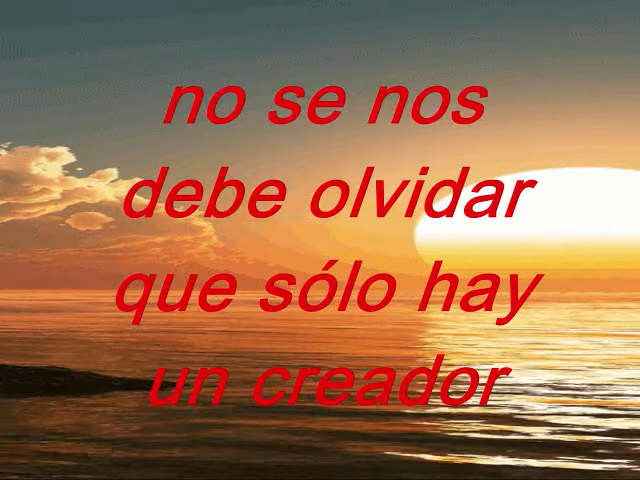 no se nos
debe olvidar
que sólo hay
un creador